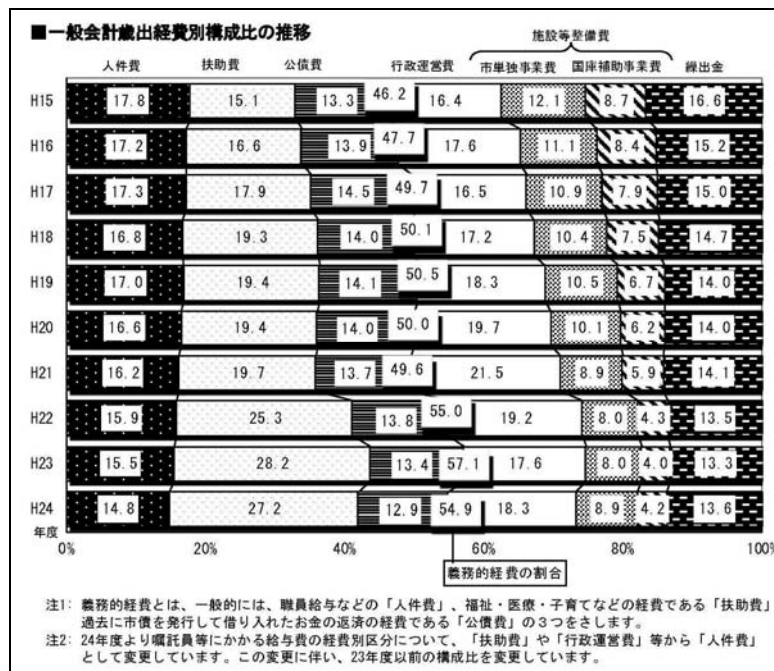 ■一般会計歳出経費別構成比の推移
施設等整備費
人件費 扶助費 公債費 行政運営費 市単独事業費 国庫補助事業費 繰出金
H15 17.8 15.1 13.3 46.2 16.4 12.1 8.7 16.6
H16 17.2 16.6 13.9 47.7 17.6 11.1 8.4 15.2
H17 17.3 17.9 14.5 49.7 16.5 10.9 7.9 15.0
H18 16.8 19.3 14.0 50.1 17.2 10.4 7.5 14.7
H19 17.0 19.4 14.1 50.5 18.3 10.5 6.7 14.0
H20 16.6 19.4 14.0 50.0 19.7 10.1 6.2 14.0
H21 16.2 19.7 13.7 49.6 21.5 8.9 5.9 14.1
H22 15.9 25.3 13.8 55.0 19.2 8.0 4.3 13.5
H23 15.5 28.2 13.4 57.1 17.6 8.0 4.0 13.3
H24 14.8 27.2 12.9 54.9 18.3 8.9 4.2 13.6
年度
0% 20% 40% 60% 80% 100%
義務的経費の割合
注1: 義務的経費とは、一般的には、職員給与などの「人件費」、福祉・医療・子育てなどの経費である「扶助費」
過去に市債を発行して借り入れたお金の返済の経費である「公債費」の３つをさします。
注2: 24年度より嘱託員等にかかる給与費の経費別区分について、「扶助費」や「行政運営費」等から「人件費」
として変更しています。この変更に伴い、23年度以前の構成比を変更しています。